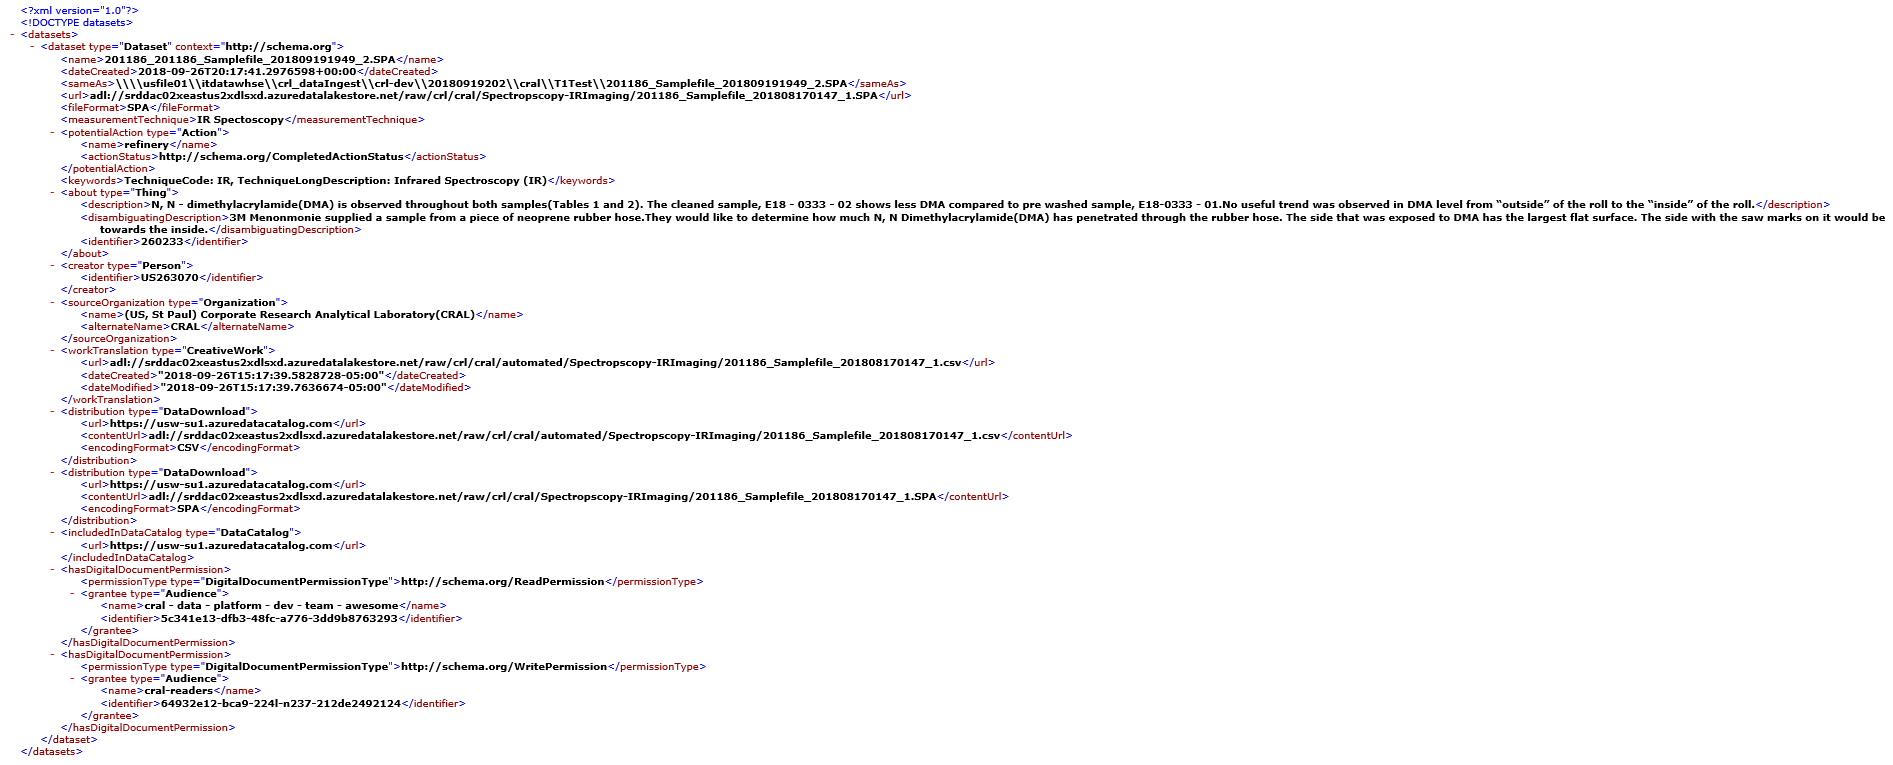 <?xml version="1.0"?>
<!DOCTYPE datasets>
- <datasets>
- <dataset type="Dataset" context="http://schema.org">
<name>201186_201186_Samplefile_201809191949_2.SPA</name>
<dateCreated>2018-09-26T20:17:41.2976598+00:00</dateCreated>
<sameAs>\\\\usfile01\\itdatawhse\\crl_dataIngest\\crl-dev\\20180919202\\cral\\T1Test\\201186_Samplefile_201809191949_2.SPA</sameAs>
<url>adl://srddac02xeastus2xdlsxd.azuredatalakestore.net/raw/crl/cral/Spectropscopy-IRImaging/201186_Samplefile_201808170147_1.SPA</url>
<fileFormat>SPA</fileFormat>
<measurementTechnique>IR Spectoscopy</measurementTechnique>
- <potentialAction type="Action">
<name>refinery</name>
<actionStatus>http://schema.org/CompletedActionStatus</actionStatus>
</potentialAction>
<keywords>TechniqueCode: IR, TechniqueLongDescription: Infrared Spectroscopy (IR)</keywords>
- <about type="Thing">
<description>N, N - dimethylacrylamide(DMA) is observed throughout both samples(Tables 1 and 2). The cleaned sample, E18 - 0333 - 02 shows less DMA compared to pre washed sample, E18-0333 - 01.No useful trend was observed in DMA level from “outside” of the roll to the “inside” of the roll.</description>
<disambiguatingDescription>3M Menonmonie supplied a sample from a piece of neoprene rubber hose.They would like to determine how much N, N Dimethylacrylamide(DMA) has penetrated through the rubber hose. The side that was exposed to DMA has the largest flat surface. The side with the saw marks on it would be
towards the inside.</disambiguatingDescription>
<identifier>260233</identifier>
</about>
- <creator type="Person">
<identifier>US263070</identifier>
</creator>
- <sourceOrganization type="Organization">
<name>(US, St Paul) Corporate Research Analytical Laboratory(CRAL)</name>
<alternateName>CRAL</alternateName>
</sourceOrganization>
- <workTranslation type="CreativeWork">
<url>adl://srddac02xeastus2xdlsxd.azuredatalakestore.net/raw/crl/cral/automated/Spectropscopy-IRImaging/201186_Samplefile_201808170147_1.csv</url>
<dateCreated>"2018-09-26T15:17:39.5828728-05:00"</dateCreated>
<dateModified>"2018-09-26T15:17:39.7636674-05:00"</dateModified>
</workTranslation>
- <distribution type="DataDownload">
<url>https://usw-su1.azuredatacatalog.com</url>
<contentUrl>adl://srddac02xeastus2xdlsxd.azuredatalakestore.net/raw/crl/cral/automated/Spectropscopy-IRImaging/201186_Samplefile_201808170147_1.csv</contentUrl>
<encodingFormat>CSV</encodingFormat>
</distribution>
- <distribution type="DataDownload">
<url>https://usw-su1.azuredatacatalog.com</url>
<contentUrl>adl://srddac02xeastus2xdlsxd.azuredatalakestore.net/raw/crl/cral/Spectropscopy-IRImaging/201186_Samplefile_201808170147_1.SPA</contentUrl>
<encodingFormat>SPA</encodingFormat>
</distribution>
- <includedInDataCatalog type="DataCatalog">
<url>https://usw-su1.azuredatacatalog.com</url>
</includedInDataCatalog>
- <hasDigitalDocumentPermission>
<permissionType type="DigitalDocumentPermissionType">http://schema.org/ReadPermission</permissionType>
- <grantee type="Audience">
<name>cral - data - platform - dev - team - awesome</name>
<identifier>5c341e13-dfb3-48fc-a776-3dd9b8763293</identifier>
</grantee>
</hasDigitalDocumentPermission>
- <hasDigitalDocumentPermission>
<permissionType type="DigitalDocumentPermissionType">http://schema.org/WritePermission</permissionType>
- <grantee type="Audience">
<name>cral-readers</name>
<identifier>64932e12-bca9-224l-n237-212de2492124</identifier>
</grantee>
</hasDigitalDocumentPermission>
</dataset>
</datasets>